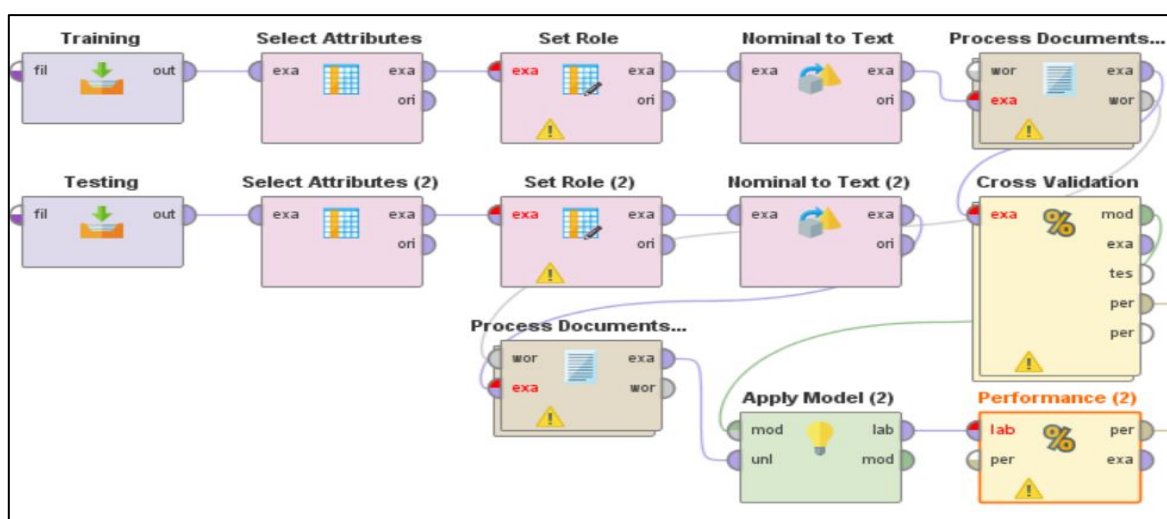 Training
Select Attributes
Set Role
Nominal to Text
Process Documents...
fil
out
exa
exa
ori
exa
exa
ori
exa
exa
ori
wor
exa
exa
wor
Testing
Select Attributes (2)
Set Role (2)
Nominal to Text (2)
Cross Validation
fil
out
exa
exa
ori
exa
exa
ori
exa
exa
ori
exa
mod
exa
tes
per
per
Process Documents...
wor
exa
exa
wor
Apply Model (2)
Performance (2)
mod
lab
unl
mod
lab
per
per
exa